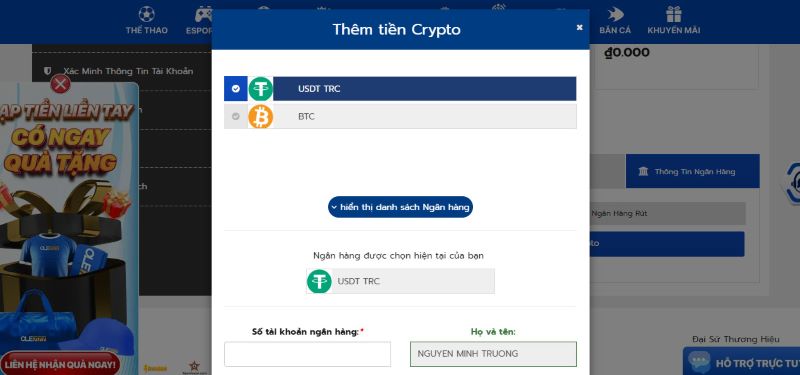 Thêm tiền Crypto
THỂ THAO
BẮN CÁ
KHUYẾN MÃI
₫0.000
Xác Minh Thông Tin Tài Khoản
USDT TRC
BTC
ẠP TIỀN LIỀN TAY
CÓ NGAY
QUÀ TẶNG
Thông Tin Ngân Hàng
Ngân Hàng Rút
hiển thị danh sách Ngân hàng
Ngân hàng được chọn hiện tại của bạn
USDT TRC
Số tài khoản ngân hàng:*
Họ và tên:
NGUYEN MINH TRUONG
LIÊN HỆ NHẬN QUÀ NGAY!
Đại Sứ Thương Hiệu
HỖ TRỢ TRỰC TU